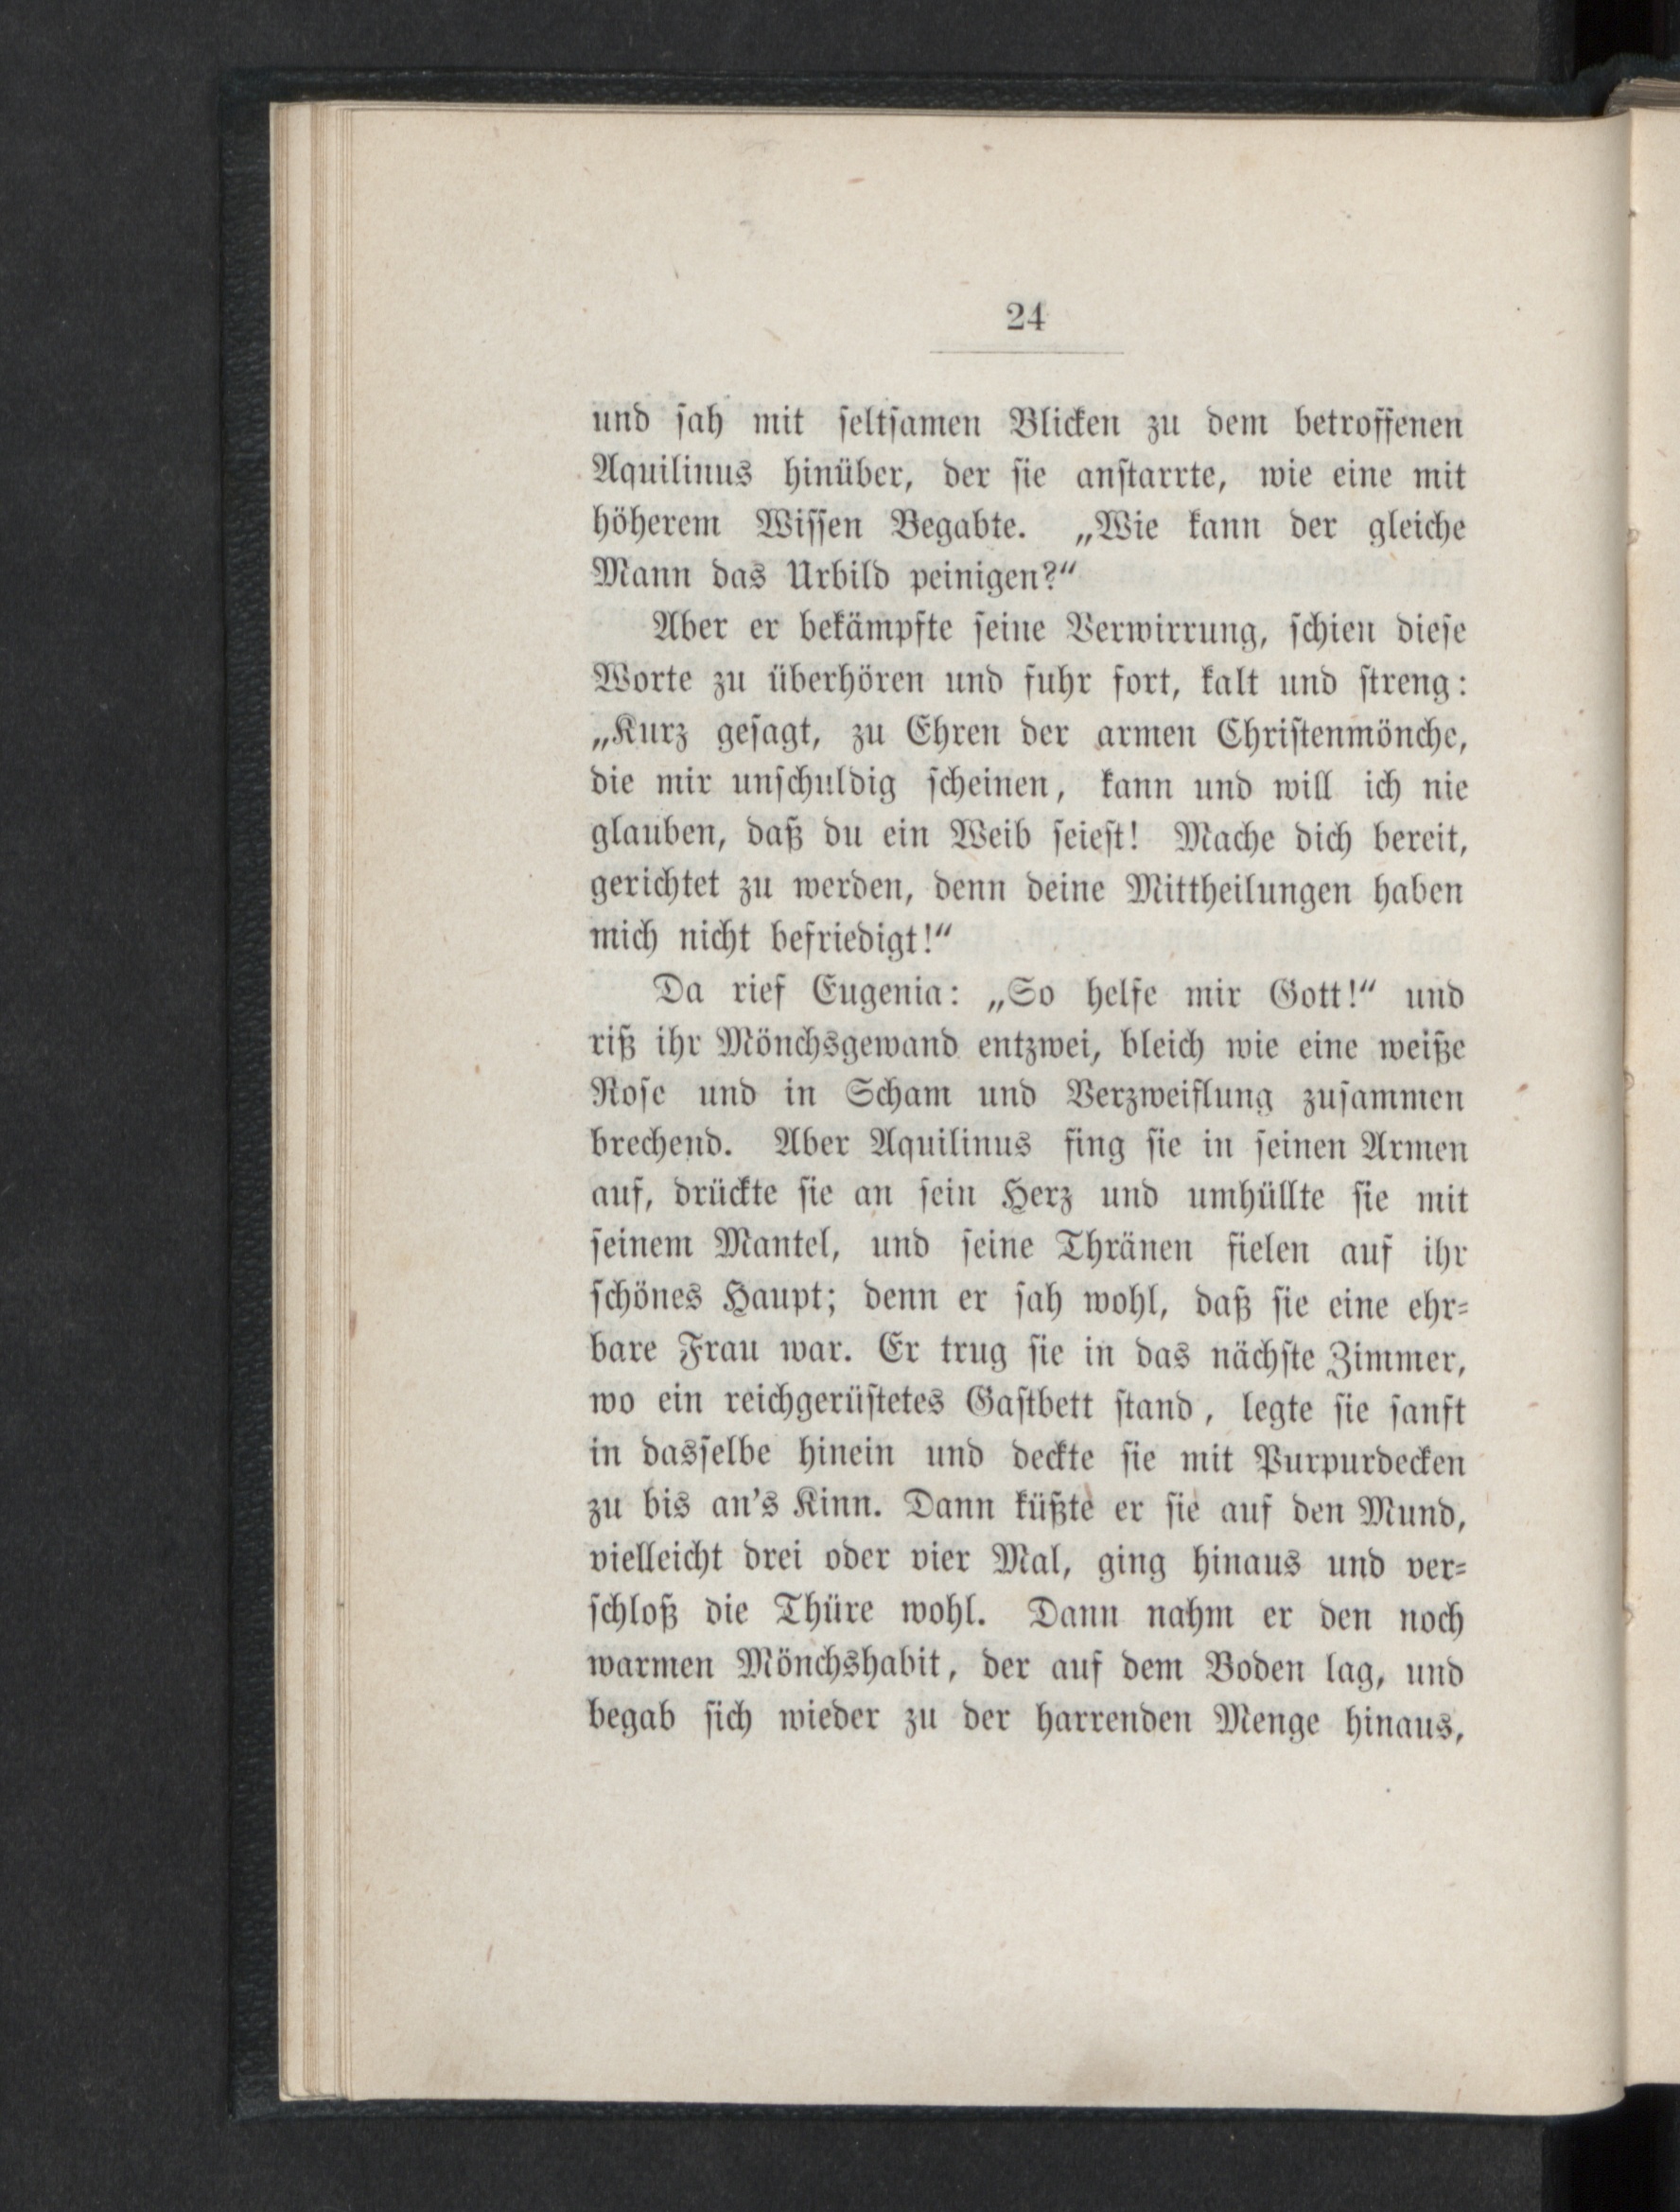 24
und sah mit seltsamen Blicken zu dem betroffenen
Aquilinus hinüber, der sie anstarrte, wie eine mit
höherem Wissen Begabte. „Wie kann der gleiche
Mann das Urbild peinigen?“
Aber er bekämpfte seine Verwirrung, schien diese
Worte zu überhören und fuhr fort, kalt und streng:
„Kurz gesagt, zu Ehren der armen Christenmönche,
die mir unschuldig scheinen, kann und will ich nie
glauben, daß du ein Weib seiest! Mache dich bereit,
gerichtet zu werden, denn deine Mittheilungen haben
mich nicht befriedigt!“
Da rief Eugenia: „So helfe mir Gott!“ und
riß ihr Mönchsgewand entzwei, bleich wie eine weiße
Rose und in Scham und Verzweiflung zusammen
brechend. Aber Aquilinus fing sie in seinen Armen
auf, drückte sie an sein Herz und umhüllte sie mit
seinem Mantel, und seine Thränen fielen auf ihr
schönes Haupt; denn er sah wohl, daß sie eine ehr-
bare Frau war. Er trug sie in das nächste Zimmer,
wo ein reichgerüstetes Gastbett stand, legte sie sanft
in dasselbe hinein und deckte sie mit Purpurdecken
zu bis an’s Kinn. Dann küßte er sie auf den Mund,
vielleicht drei oder vier Mal, ging hinaus und ver-
schloß die Thüre wohl. Dann nahm er den noch
warmen Mönchshabit, der auf dem Boden lag, und
begab sich wieder zu der harrenden Menge hinaus,